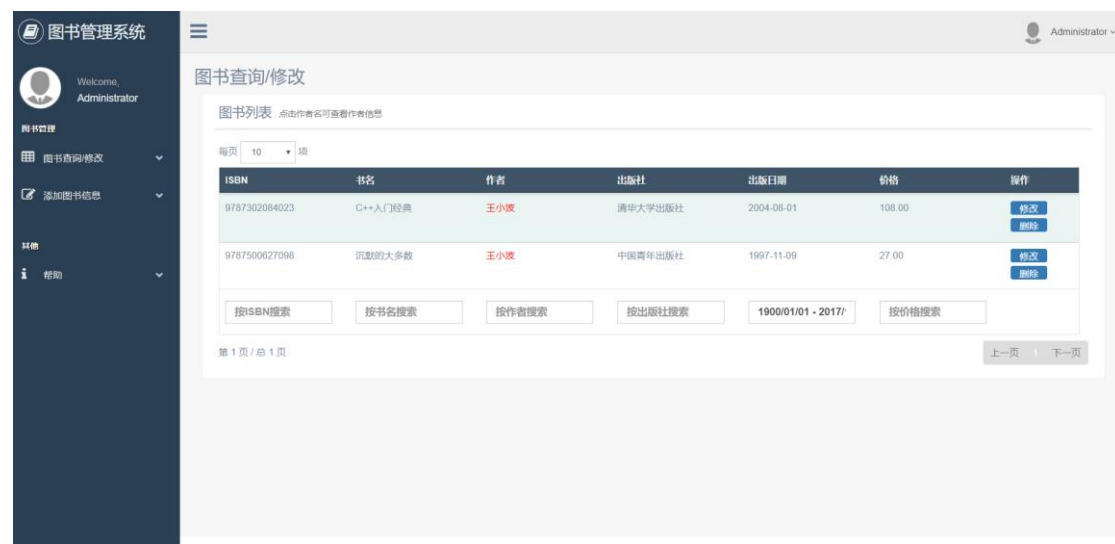 图书管理系统
Administrator
Welcome,
Administrator
图书管理
图书查询/修改
添加图书信息
其他
帮助
图书查询/修改
图书列表 点击作者名可查看作者信息
每页 10 项
ISBN 书名 作者 出版社 出版日期 价格 操作
9787302084023 C++入门经典 王小波 清华大学出版社 2004-08-01 108.00 修改
删除
9787500627098 沉默的大多数 王小波 中国青年出版社 1997-11-09 27.00 修改
删除
按ISBN搜索 按书名搜索 按作者搜索 按出版社搜索 1900/01/01 - 2017/ 按价格搜索
第 1 页 / 总 1 页
上一页 1 下一页